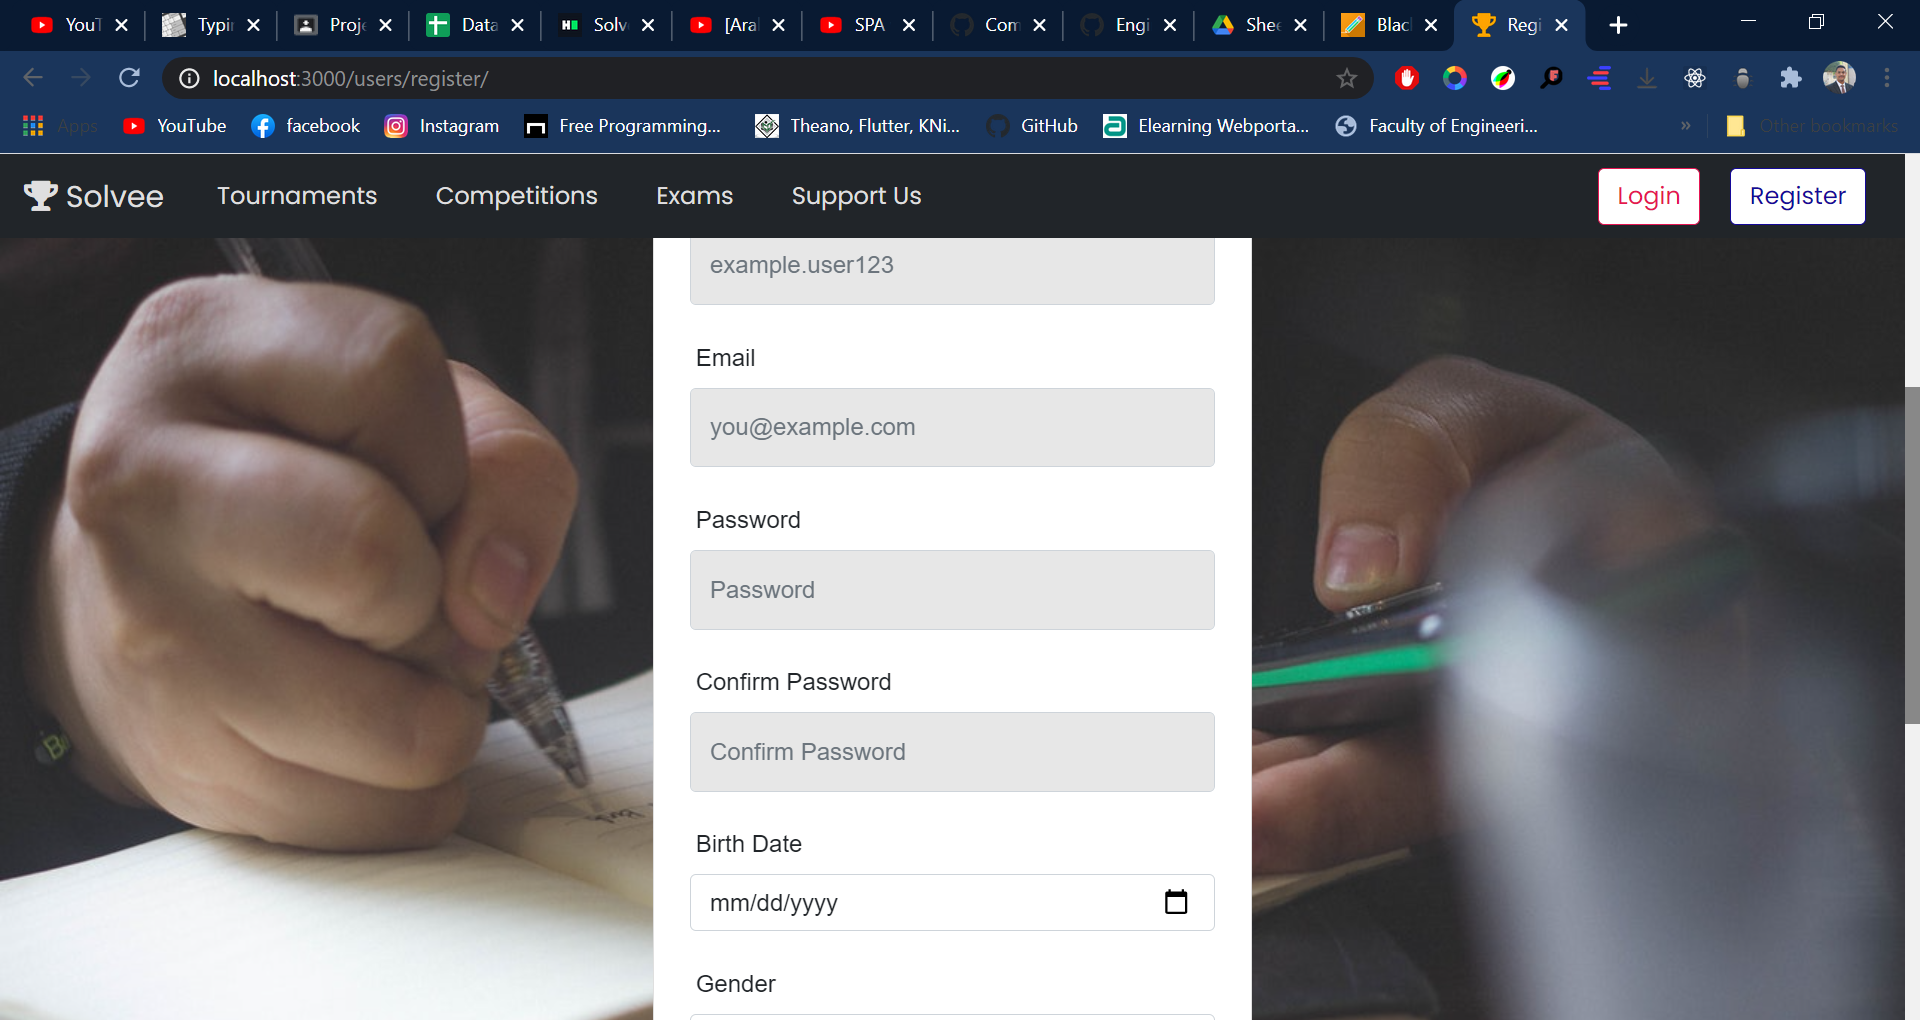 YouT
Typi
Proje
Data
Solv
[Ara
SPA
Com
Engi
Shee
Blac
Regi
localhost:3000/users/register/
Apps
YouTube
facebook
Instagram
Free Programming...
Theano, Flutter, KNi...
GitHub
Elearning Webporta...
Faculty of Engineeri...
»
Other bookmarks
Solvee
Tournaments
Competitions
Exams
Support Us
Login
Register
example.user123
Email
you@example.com
Password
Password
Confirm Password
Confirm Password
Birth Date
mm/dd/yyyy
Gender